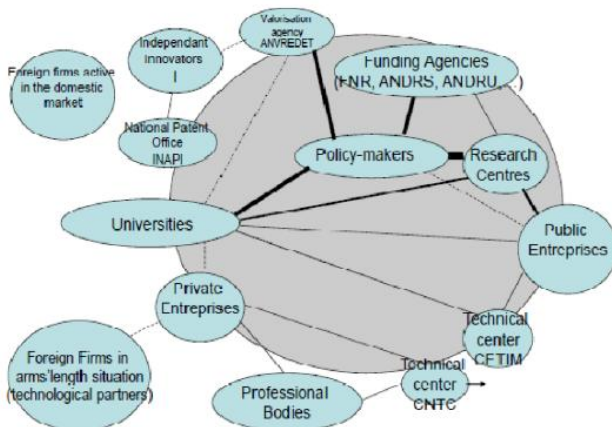 Valorisation
agency
ANVREDET
Independant
Innovators
I
Foreign firms active
in the domestic
market
Funding Agencies
(FNR, ANDRS, ANDRU,...)
National Patent
Office
INAPI
Policy-makers
Research
Centres
Universities
Public
Entreprises
Private
Entreprises
Technical
center
CETIM
Foreign Firms in
arms'length situation
(technological partners')
Technical
center
CNTC
Professional
Bodies